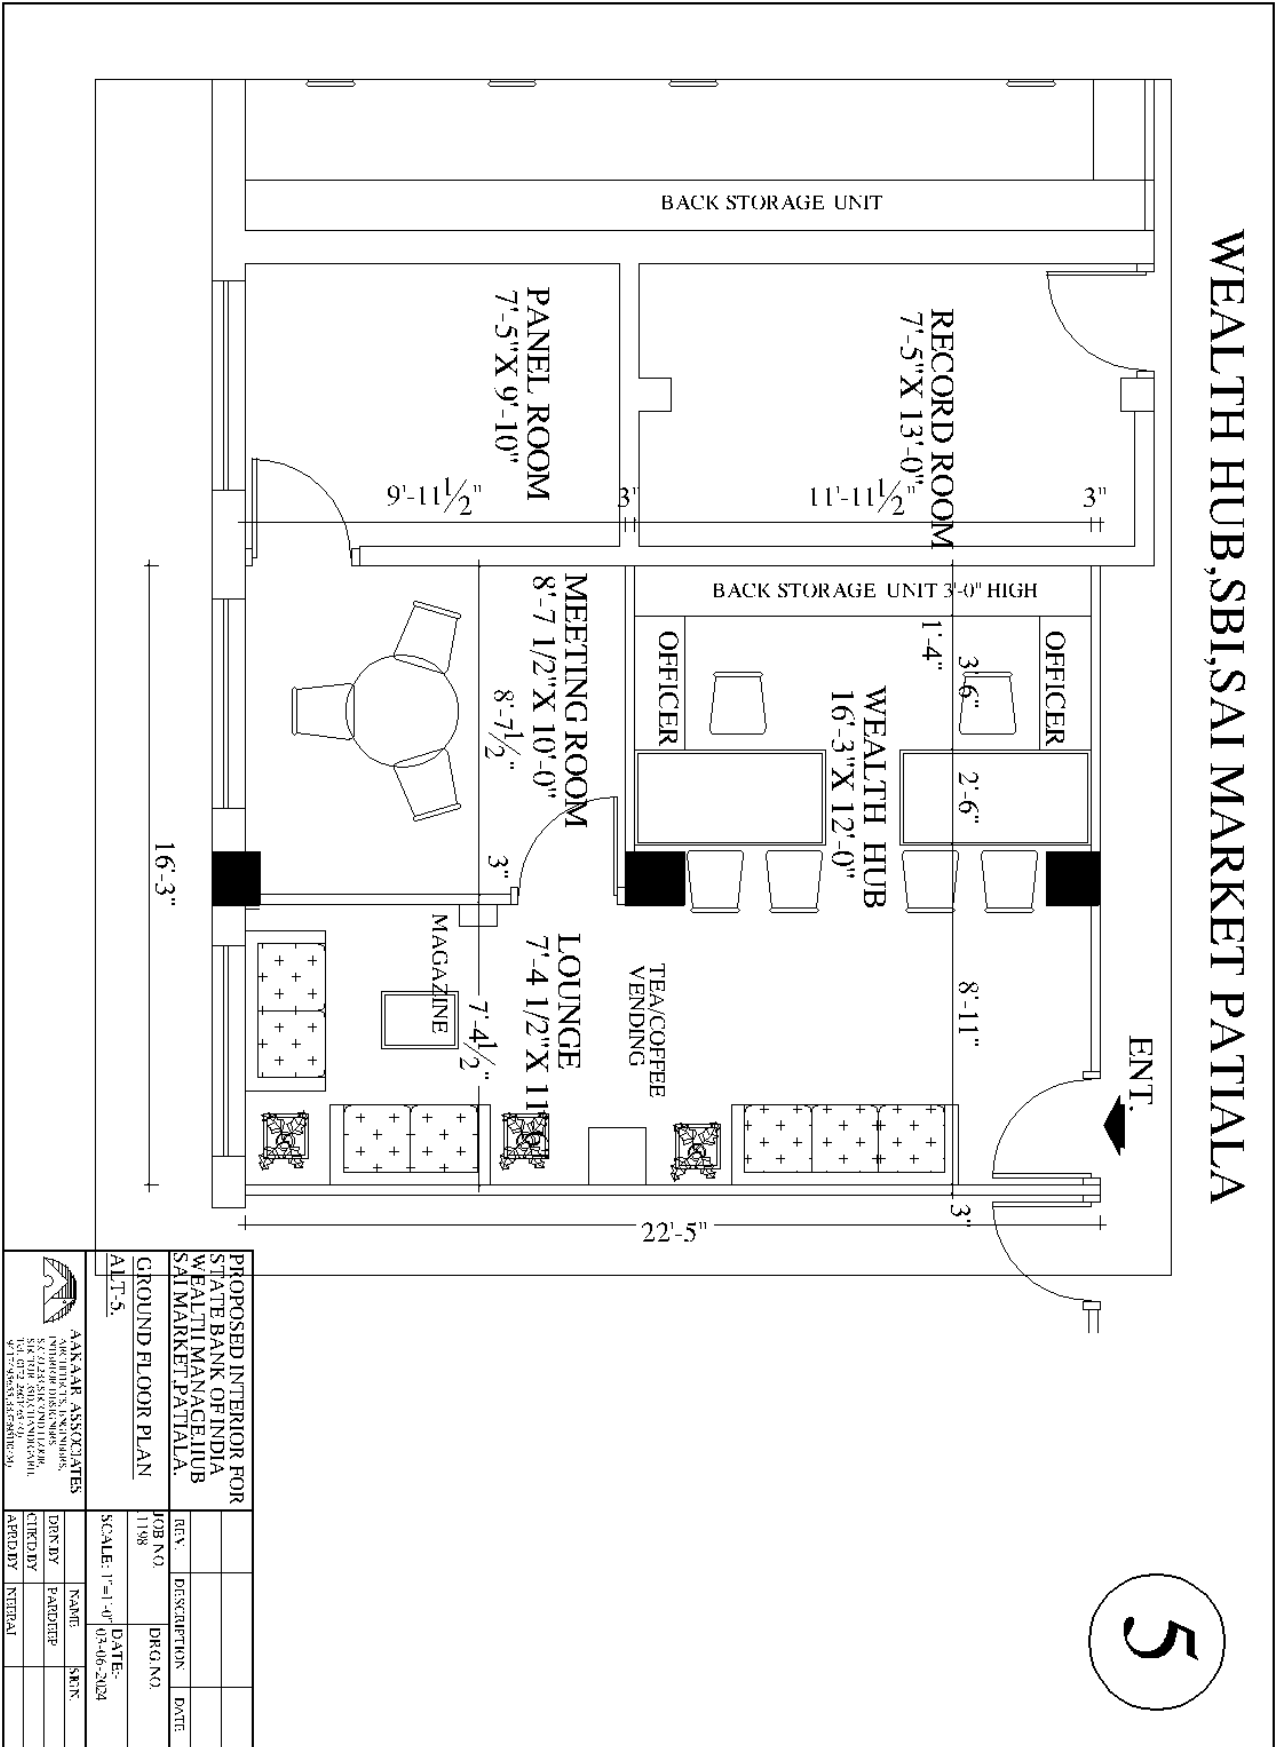 WEALTH HUB,SBI,SAI MARKET PATIALA
BACK STORAGE UNIT
RECORD ROOM
7'-5"X 13'-0"
PANEL ROOM
7'-5"X 9'-10"
9'-11 1/2"
3"
11'-11 1/2"
3"
BACK STORAGE UNIT 3'-0" HIGH
OFFICER
OFFICER
1'-4"
3'-6"
2'-6"
WEALTH HUB
16'-3"X 12'-0"
MEETING ROOM
8'-7 1/2"X 10'-0"
8'-7 1/2"
3"
16'-3"
8'-11"
ENT.
TEA/COFFEE
VENDING
LOUNGE
7'-4 1/2"X 11
MAGAZINE
7'-4 1/2"
3"
22'-5"
PROPOSED INTERIOR FOR
STATE BANK OF INDIA
WEALTH MANAGE.HUB
SAI MARKET,PATIALA.
GROUND FLOOR PLAN
ALT-5.
AAKAAR ASSOCIATES
ARCHITECTS, ENGINEERS,
INTERIOR DESIGNERS
REV. DESCRIPTION DATE
JOB NO. DRG.NO.
1198
SCALE: 1"=1'-0" DATE:-
03-06-2024
NAME SIGN.
DRN.BY PARDEEP
CHKD.BY
APRD.BY NEERAJ
5